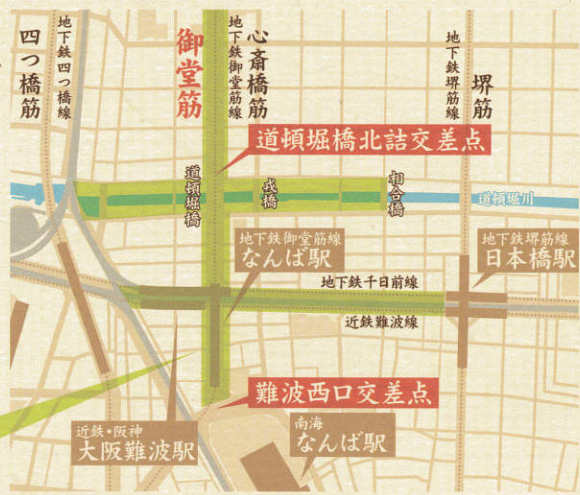 四つ橋筋
地下鉄四つ橋線
御堂筋
地下鉄御堂筋線
心斎橋筋
地下鉄堺筋線
堺筋
道頓堀橋北詰交差点
道頓堀橋
戎橋
相合橋
道頓堀川
地下鉄御堂筋線
なんば駅
地下鉄堺筋線
日本橋駅
地下鉄千日前線
近鉄難波線
難波西口交差点
近鉄・阪神
大阪難波駅
南海
なんば駅